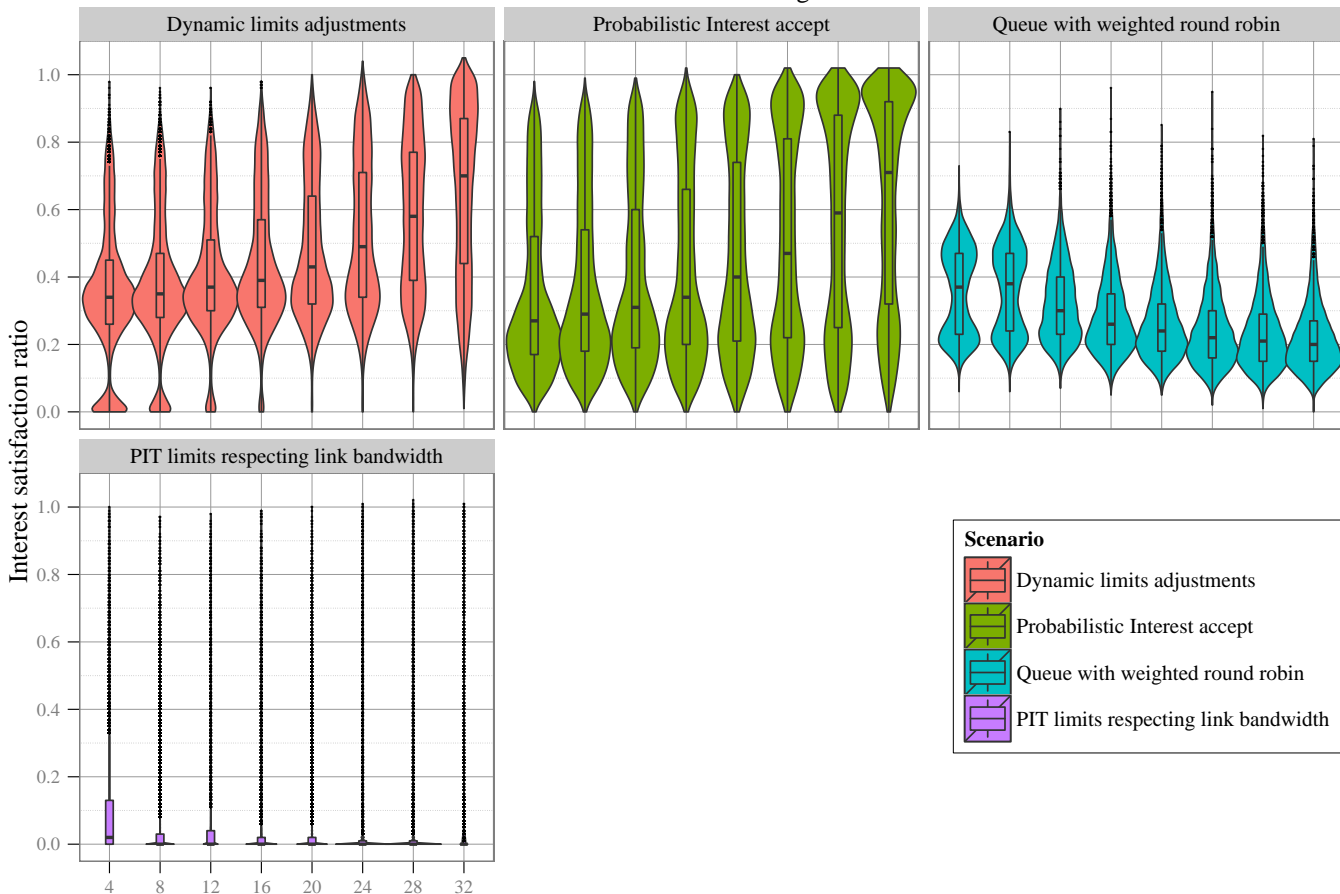 Dynamic limits adjustments
Probabilistic Interest accept
Queue with weighted round robin
1.0
0.8
0.6
0.4
0.2
0.0
Interest satisfaction ratio
PIT limits respecting link bandwidth
1.0
0.8
0.6
0.4
0.2
0.0
4 8 12 16 20 24 28 32
Scenario
Dynamic limits adjustments
Probabilistic Interest accept
Queue with weighted round robin
PIT limits respecting link bandwidth